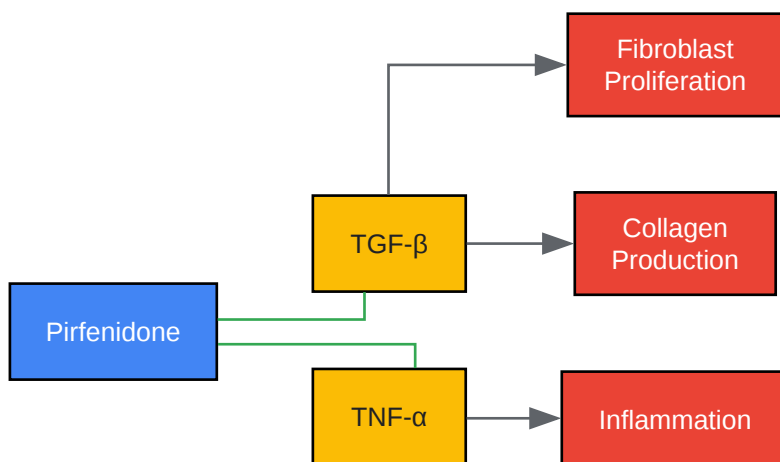 Fibroblast
Proliferation
TGF-β
Collagen
Production
Pirfenidone
TNF-α
Inflammation